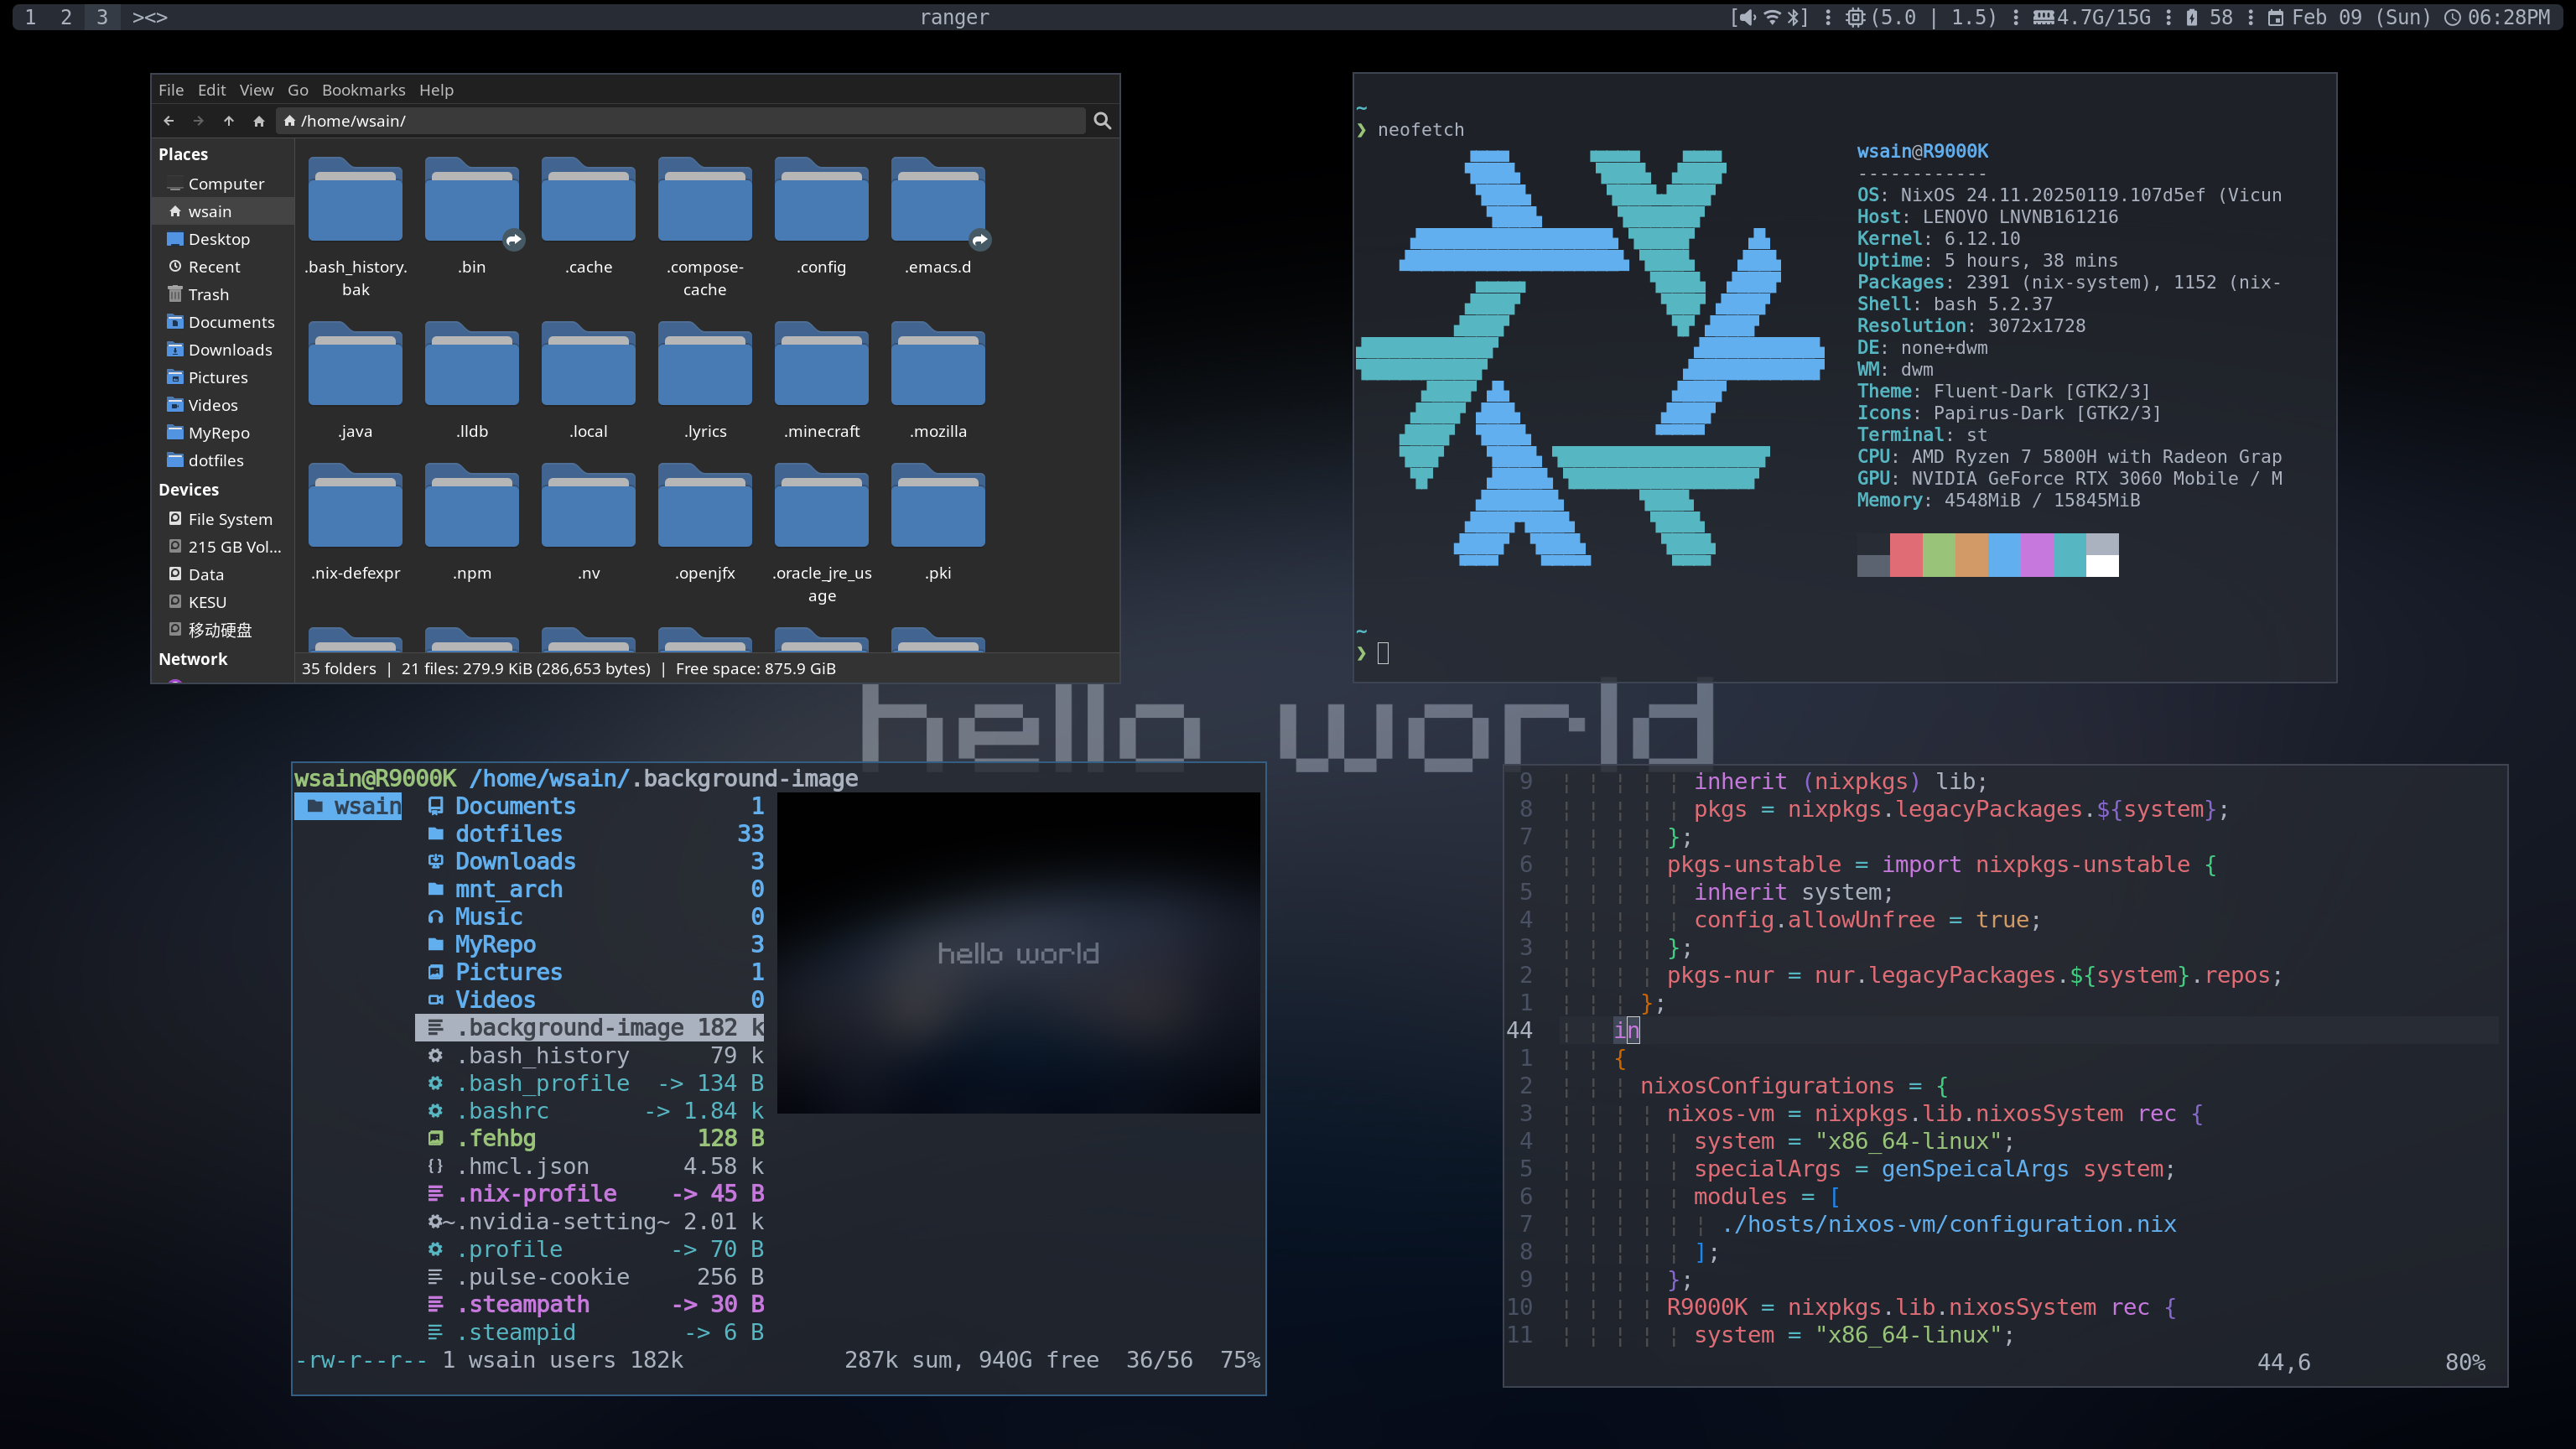 1 2 3 ><> ranger [ ] (5.0 | 1.5) 4.7G/15G 58 Feb 09 (Sun) 06:28PM
File Edit View Go Bookmarks Help
/home/wsain/
Places
Computer
wsain
Desktop
Recent
Trash
Documents
Downloads
Pictures
Videos
MyRepo
dotfiles
Devices
File System
215 GB Vol...
Data
KESU
移动硬盘
Network
.bash_history.bak .bin .cache .compose-cache .config .emacs.d
.java .lldb .local .lyrics .minecraft .mozilla
.nix-defexpr .npm .nv .openjfx .oracle_jre_usage .pki
35 folders | 21 files: 279.9 KiB (286,653 bytes) | Free space: 875.9 GiB
~
❯ neofetch
wsain@R9000K
------------
OS: NixOS 24.11.20250119.107d5ef (Vicun
Host: LENOVO LNVNB161216
Kernel: 6.12.10
Uptime: 5 hours, 38 mins
Packages: 2391 (nix-system), 1152 (nix-
Shell: bash 5.2.37
Resolution: 3072x1728
DE: none+dwm
WM: dwm
Theme: Fluent-Dark [GTK2/3]
Icons: Papirus-Dark [GTK2/3]
Terminal: st
CPU: AMD Ryzen 7 5800H with Radeon Grap
GPU: NVIDIA GeForce RTX 3060 Mobile / M
Memory: 4548MiB / 15845MiB
~
❯
hello world
wsain@R9000K /home/wsain/.background-image
wsain
Documents 1
dotfiles 33
Downloads 3
mnt_arch 0
Music 0
MyRepo 3
Pictures 1
Videos 0
.background-image 182 k
.bash_history 79 k
.bash_profile -> 134 B
.bashrc -> 1.84 k
.fehbg 128 B
.hmcl.json 4.58 k
.nix-profile -> 45 B
~.nvidia-setting~ 2.01 k
.profile -> 70 B
.pulse-cookie 256 B
.steampath -> 30 B
.steampid -> 6 B
hello world
-rw-r--r-- 1 wsain users 182k 287k sum, 940G free 36/56 75%
9 inherit (nixpkgs) lib;
8 pkgs = nixpkgs.legacyPackages.${system};
7 };
6 pkgs-unstable = import nixpkgs-unstable {
5 inherit system;
4 config.allowUnfree = true;
3 };
2 pkgs-nur = nur.legacyPackages.${system}.repos;
1 };
44 in
1 {
2 nixosConfigurations = {
3 nixos-vm = nixpkgs.lib.nixosSystem rec {
4 system = "x86_64-linux";
5 specialArgs = genSpeicalArgs system;
6 modules = [
7 ./hosts/nixos-vm/configuration.nix
8 ];
9 };
10 R9000K = nixpkgs.lib.nixosSystem rec {
11 system = "x86_64-linux";
44,6 80%